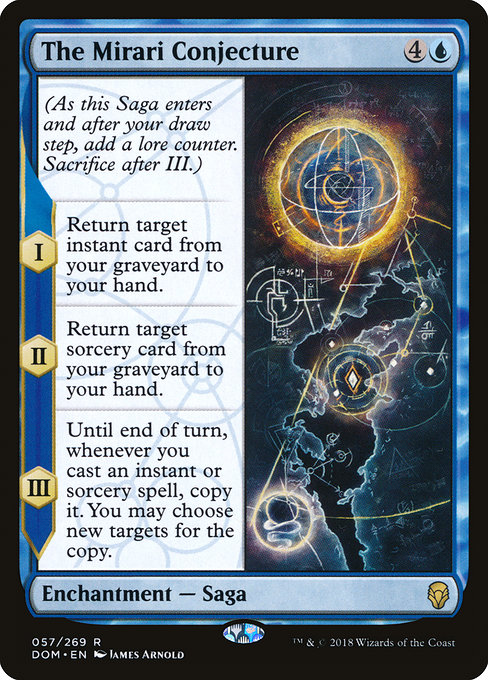 The Mirari Conjecture 4
(As this Saga enters
and after your draw
step, add a lore counter.
Sacrifice after III.)
I
Return target
instant card from
your graveyard to
your hand.
II
Return target
sorcery card from
your graveyard to
your hand.
III
Until end of turn,
whenever you
cast an instant or
sorcery spell, copy
it. You may choose
new targets for the
copy.
Enchantment — Saga
057/269 R
DOM • EN James Arnold
™ & © 2018 Wizards of the Coast